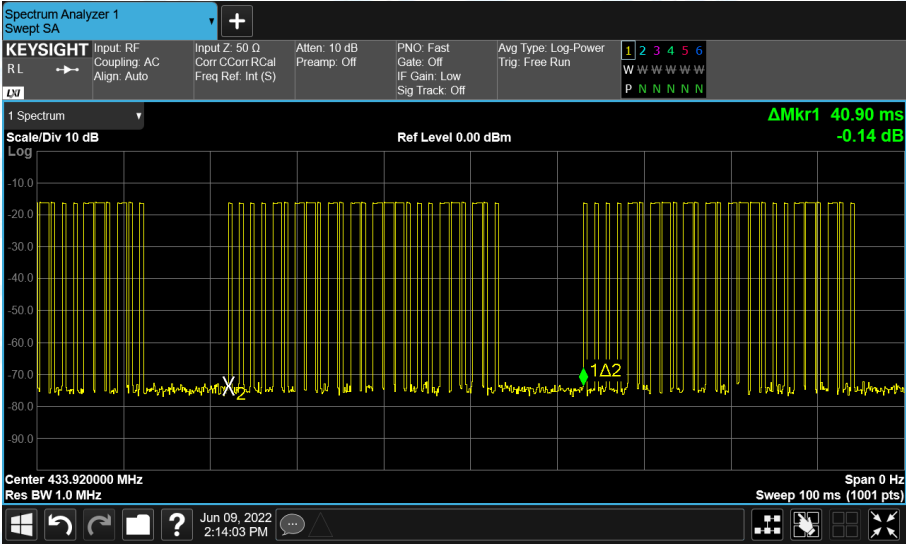 Spectrum Analyzer 1
Swept SA
+
KEYSIGHT
R L
LXI
Input: RF
Coupling: AC
Align: Auto
Input Z: 50 Ω
Corr CCorr RCal
Freq Ref: Int (S)
Atten: 10 dB
Preamp: Off
PNO: Fast
Gate: Off
IF Gain: Low
Sig Track: Off
Avg Type: Log-Power
Trig: Free Run
1 2 3 4 5 6
W W W W W W
P N N N N N
1 Spectrum
ΔMkr1 40.90 ms
-0.14 dB
Scale/Div 10 dB
Ref Level 0.00 dBm
Log
-10.0
-20.0
-30.0
-40.0
-50.0
-60.0
-70.0
-80.0
-90.0
X2
1Δ2
Center 433.920000 MHz
Span 0 Hz
Res BW 1.0 MHz
Sweep 100 ms (1001 pts)
?
Jun 09, 2022
2:14:03 PM